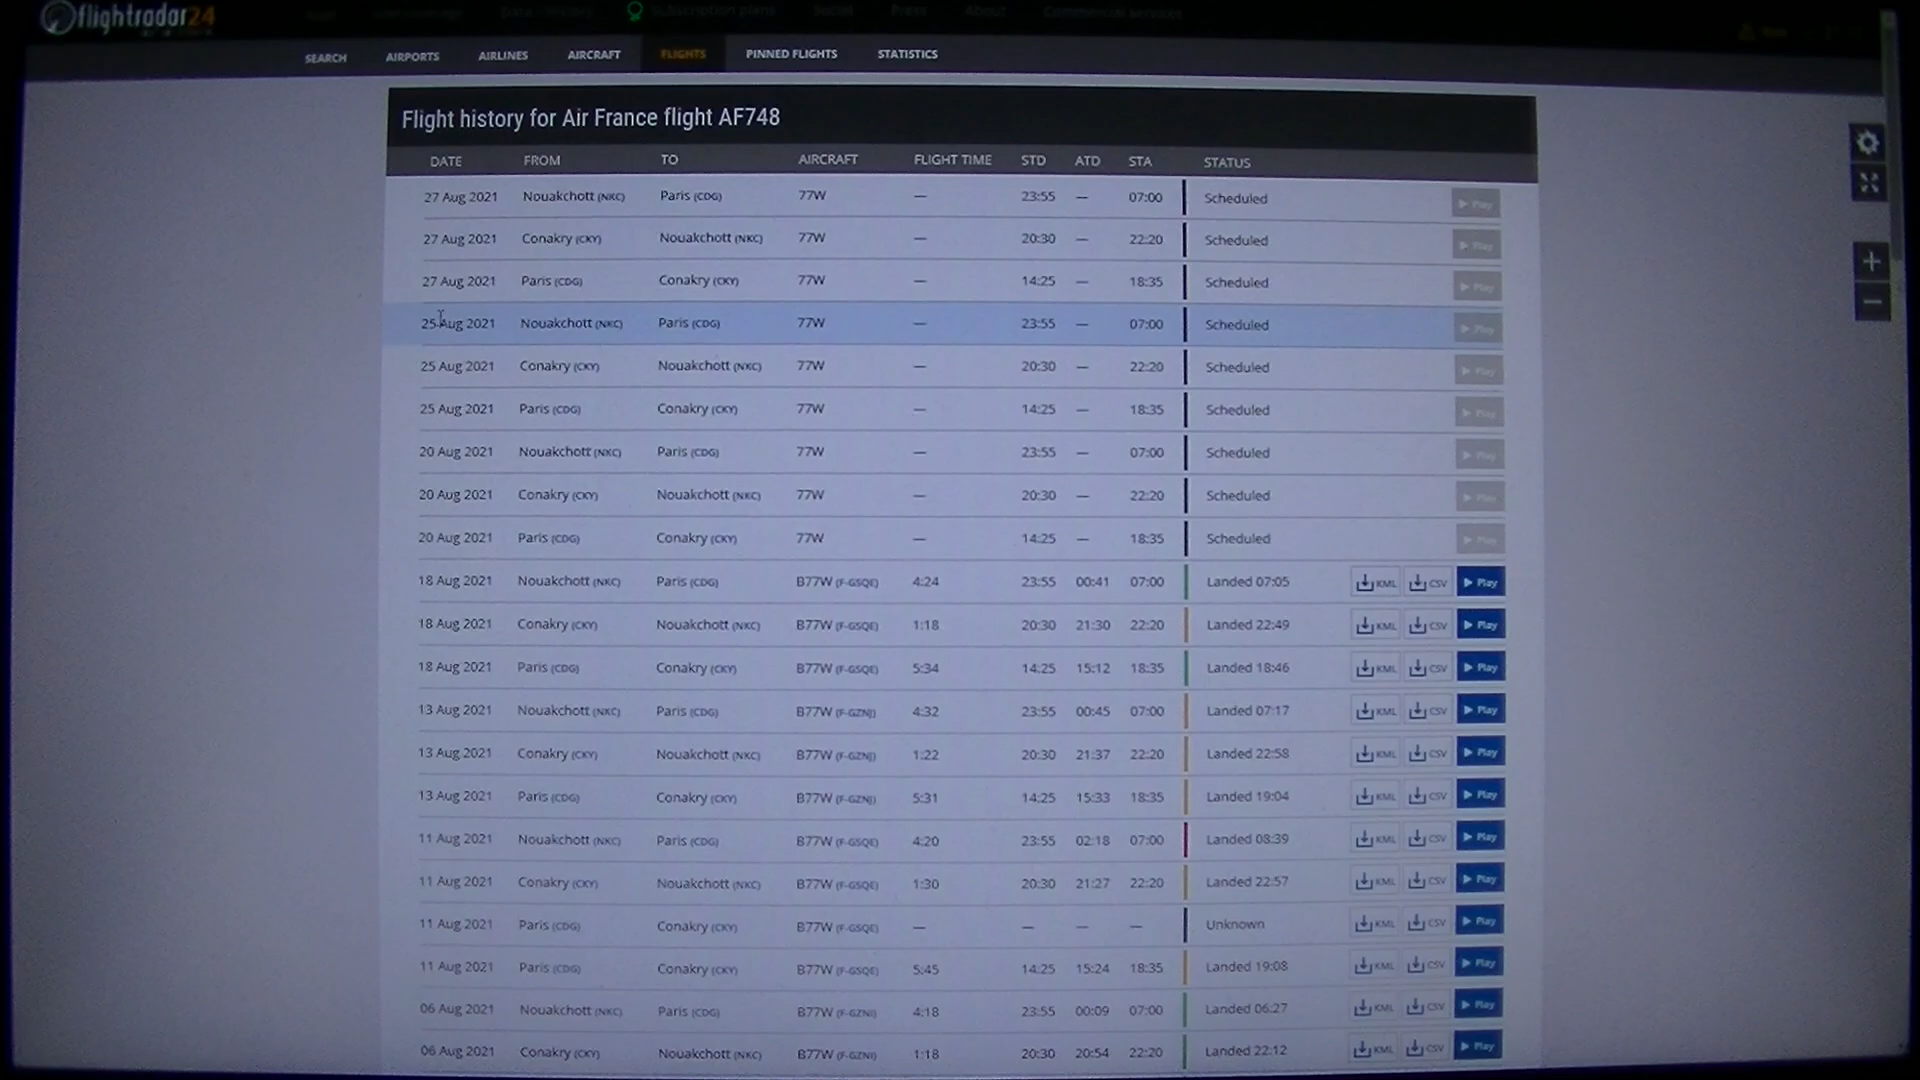 flightradar24
Subscription plans Social Press About Commercial services
SEARCH AIRPORTS AIRLINES AIRCRAFT FLIGHTS PINNED FLIGHTS STATISTICS
Flight history for Air France flight AF748
DATE FROM TO AIRCRAFT FLIGHT TIME STD ATD STA STATUS
27 Aug 2021 Nouakchott (NKC) Paris (CDG) 77W — 23:55 — 07:00 Scheduled Play
27 Aug 2021 Conakry (CKY) Nouakchott (NKC) 77W — 20:30 — 22:20 Scheduled Play
27 Aug 2021 Paris (CDG) Conakry (CKY) 77W — 14:25 — 18:35 Scheduled Play
25 Aug 2021 Nouakchott (NKC) Paris (CDG) 77W — 23:55 — 07:00 Scheduled Play
25 Aug 2021 Conakry (CKY) Nouakchott (NKC) 77W — 20:30 — 22:20 Scheduled Play
25 Aug 2021 Paris (CDG) Conakry (CKY) 77W — 14:25 — 18:35 Scheduled Play
20 Aug 2021 Nouakchott (NKC) Paris (CDG) 77W — 23:55 — 07:00 Scheduled Play
20 Aug 2021 Conakry (CKY) Nouakchott (NKC) 77W — 20:30 — 22:20 Scheduled Play
20 Aug 2021 Paris (CDG) Conakry (CKY) 77W — 14:25 — 18:35 Scheduled Play
18 Aug 2021 Nouakchott (NKC) Paris (CDG) B77W (F-GSQE) 4:24 23:55 00:41 07:00 Landed 07:05 KML CSV Play
18 Aug 2021 Conakry (CKY) Nouakchott (NKC) B77W (F-GSQE) 1:18 20:30 21:30 22:20 Landed 22:49 KML CSV Play
18 Aug 2021 Paris (CDG) Conakry (CKY) B77W (F-GSQE) 5:34 14:25 15:12 18:35 Landed 18:46 KML CSV Play
13 Aug 2021 Nouakchott (NKC) Paris (CDG) B77W (F-GZNJ) 4:32 23:55 00:45 07:00 Landed 07:17 KML CSV Play
13 Aug 2021 Conakry (CKY) Nouakchott (NKC) B77W (F-GZNJ) 1:22 20:30 21:37 22:20 Landed 22:58 KML CSV Play
13 Aug 2021 Paris (CDG) Conakry (CKY) B77W (F-GZNJ) 5:31 14:25 15:33 18:35 Landed 19:04 KML CSV Play
11 Aug 2021 Nouakchott (NKC) Paris (CDG) B77W (F-GSQE) 4:20 23:55 02:18 07:00 Landed 08:39 KML CSV Play
11 Aug 2021 Conakry (CKY) Nouakchott (NKC) B77W (F-GSQE) 1:30 20:30 21:27 22:20 Landed 22:57 KML CSV Play
11 Aug 2021 Paris (CDG) Conakry (CKY) B77W (F-GSQE) — — — — Unknown KML CSV Play
11 Aug 2021 Paris (CDG) Conakry (CKY) B77W (F-GSQE) 5:45 14:25 15:24 18:35 Landed 19:08 KML CSV Play
06 Aug 2021 Nouakchott (NKC) Paris (CDG) B77W (F-GZNI) 4:18 23:55 00:09 07:00 Landed 06:27 KML CSV Play
06 Aug 2021 Conakry (CKY) Nouakchott (NKC) B77W (F-GZNI) 1:18 20:30 20:54 22:20 Landed 22:12 KML CSV Play